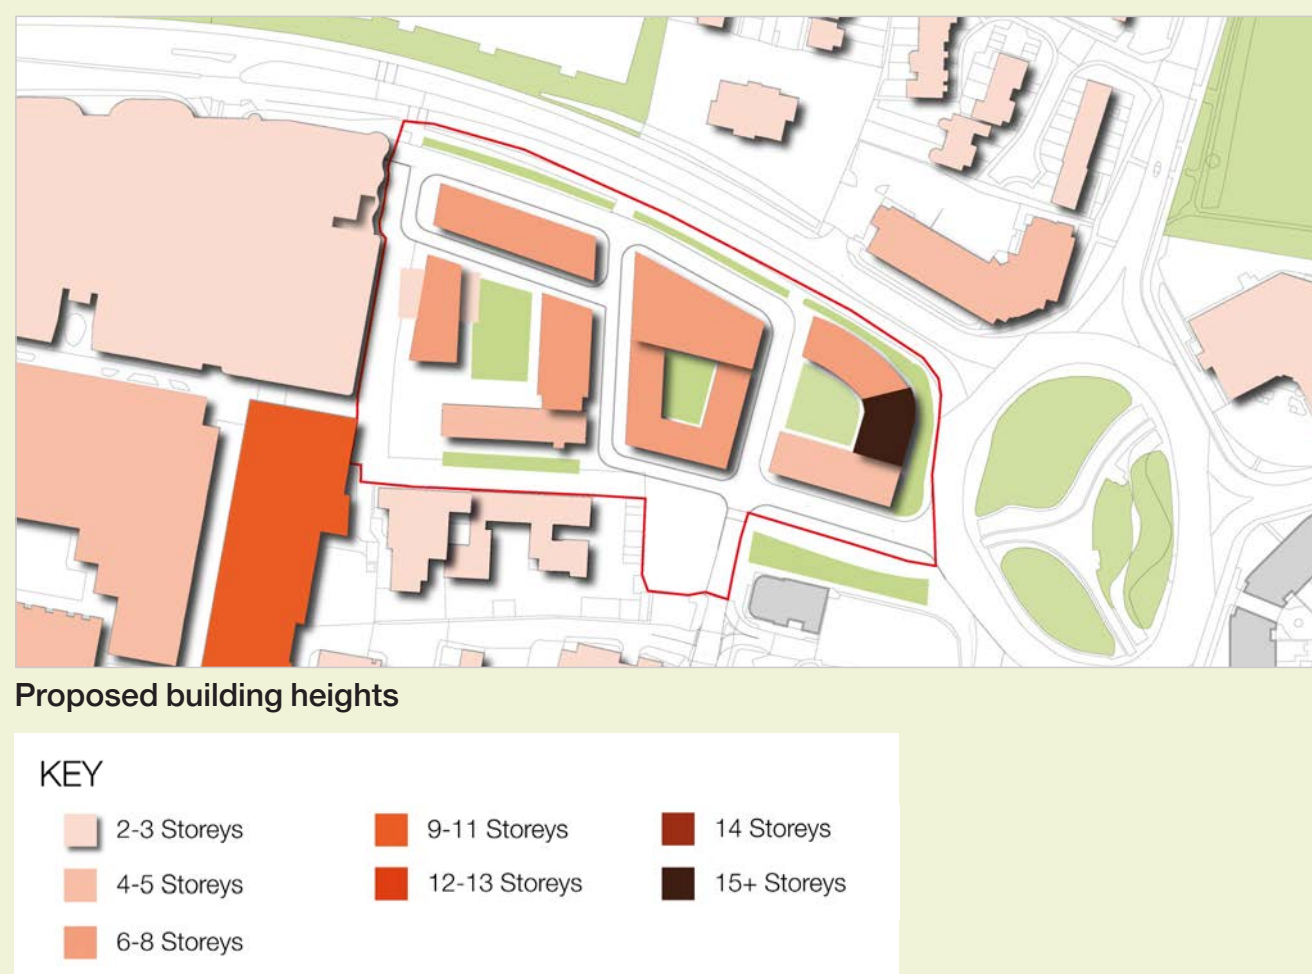 Proposed building heights
KEY
2-3 Storeys
4-5 Storeys
6-8 Storeys
9-11 Storeys
12-13 Storeys
14 Storeys
15+ Storeys